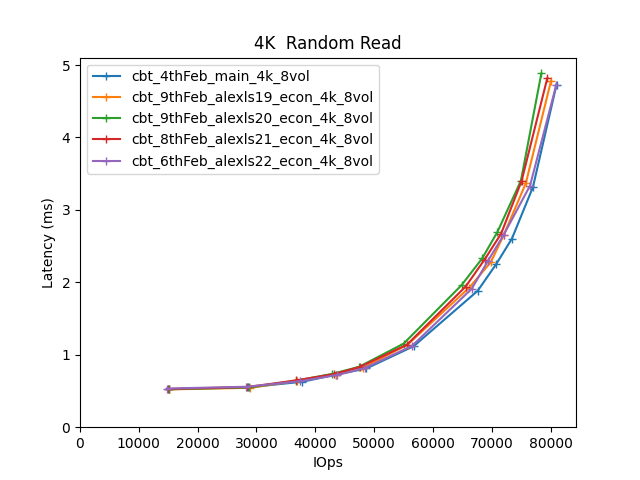 4K  Random Read
cbt_4thFeb_main_4k_8vol
cbt_9thFeb_alexls19_econ_4k_8vol
cbt_9thFeb_alexls20_econ_4k_8vol
cbt_8thFeb_alexls21_econ_4k_8vol
cbt_6thFeb_alexls22_econ_4k_8vol
Latency (ms)
5
4
3
2
1
0
0 10000 20000 30000 40000 50000 60000 70000 80000
IOps